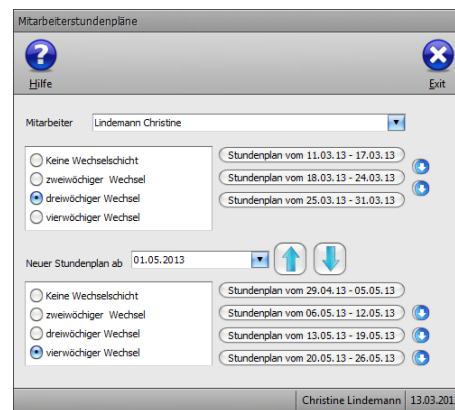 Mitarbeiterstundenpläne
Hilfe
Exit
Mitarbeiter Lindemann Christine
Keine Wechselschicht
zweiwöchiger Wechsel
dreiwöchiger Wechsel
vierwöchiger Wechsel
Stundenplan vom 11.03.13 - 17.03.13
Stundenplan vom 18.03.13 - 24.03.13
Stundenplan vom 25.03.13 - 31.03.13
Neuer Stundenplan ab 01.05.2013
Keine Wechselschicht
zweiwöchiger Wechsel
dreiwöchiger Wechsel
vierwöchiger Wechsel
Stundenplan vom 29.04.13 - 05.05.13
Stundenplan vom 06.05.13 - 12.05.13
Stundenplan vom 13.05.13 - 19.05.13
Stundenplan vom 20.05.13 - 26.05.13
Christine Lindemann 13.03.201